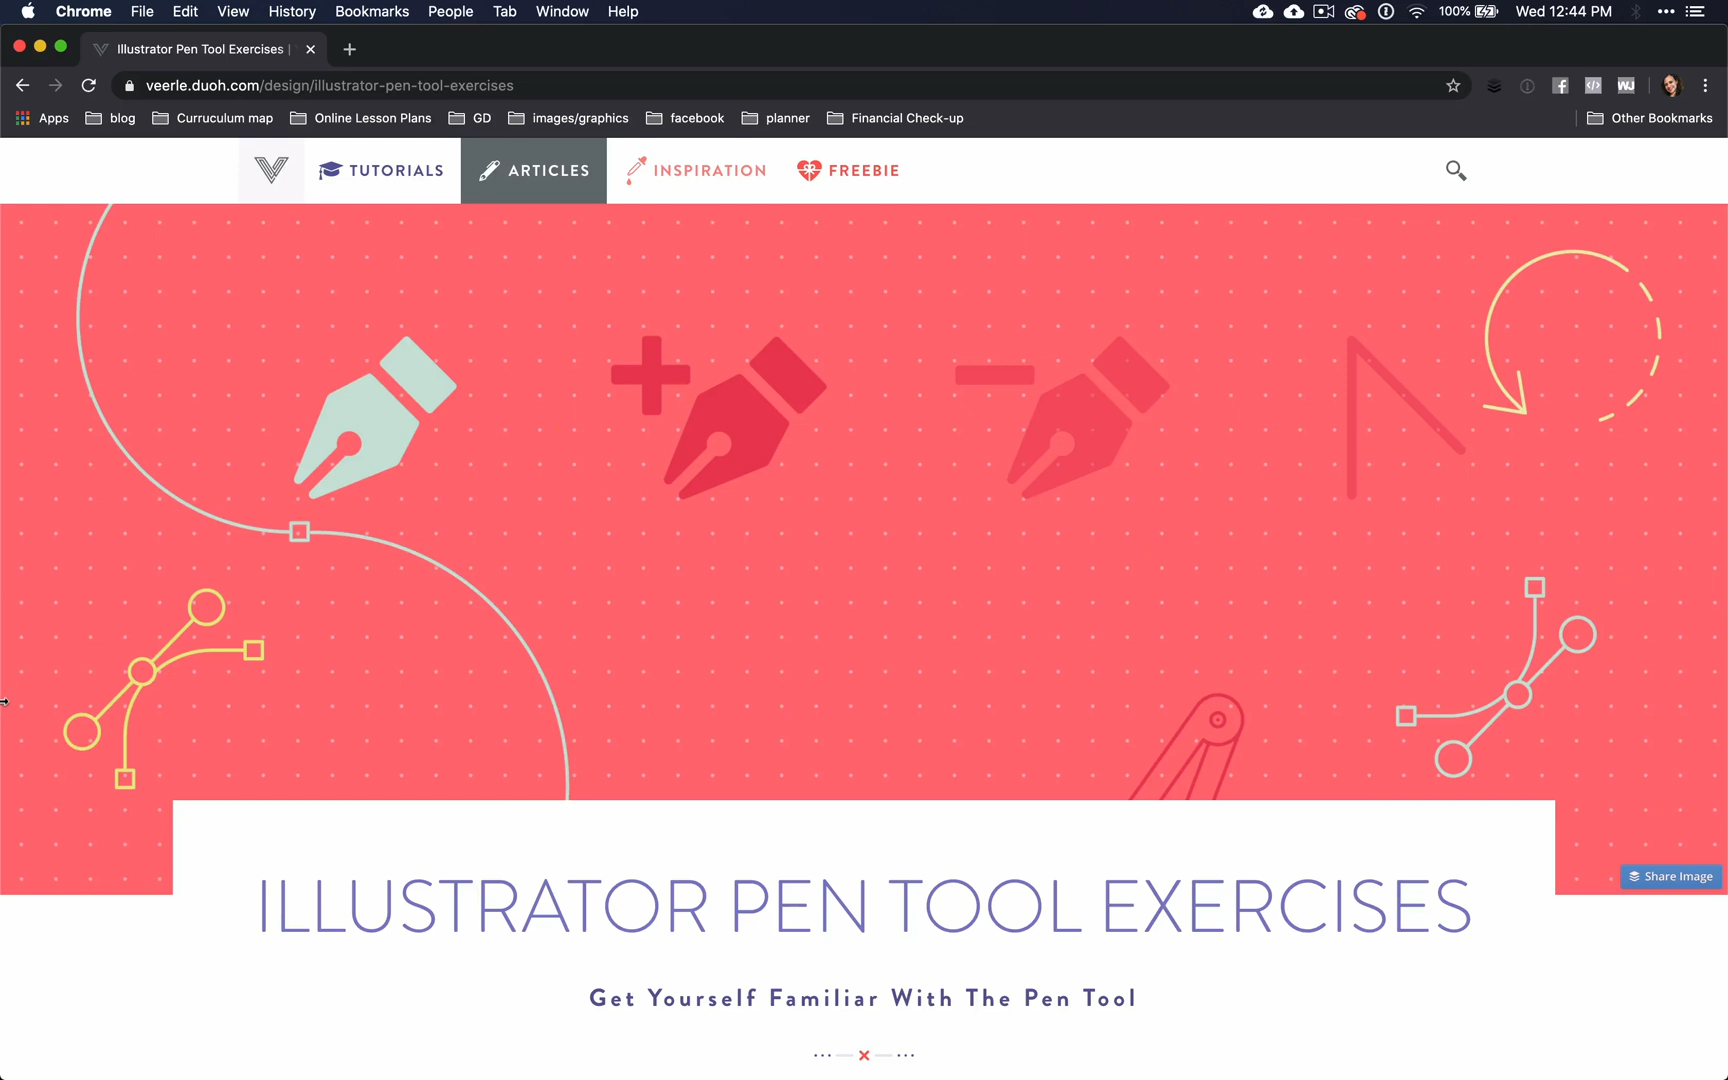 Chrome File Edit View History Bookmarks People Tab Window Help 100% Wed 12:44 PM
Illustrator Pen Tool Exercises |
veerle.duoh.com/design/illustrator-pen-tool-exercises
Apps blog Curruculum map Online Lesson Plans GD images/graphics facebook planner Financial Check-up Other Bookmarks
TUTORIALS ARTICLES INSPIRATION FREEBIE
Share Image
ILLUSTRATOR PEN TOOL EXERCISES
Get Yourself Familiar With The Pen Tool